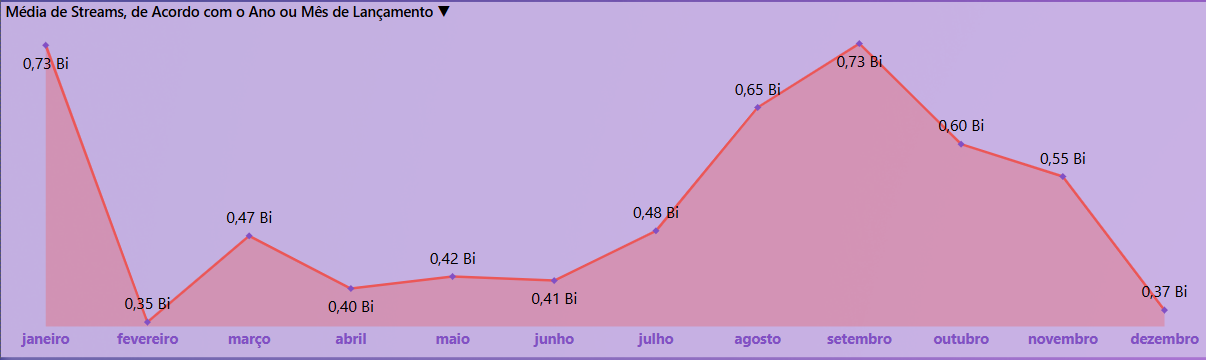 Média de Streams, de Acordo com o Ano ou Mês de Lançamento ▼
0,73 Bi
0,35 Bi
0,47 Bi
0,40 Bi
0,42 Bi
0,41 Bi
0,48 Bi
0,65 Bi
0,73 Bi
0,60 Bi
0,55 Bi
0,37 Bi
janeiro fevereiro março abril maio junho julho agosto setembro outubro novembro dezembro